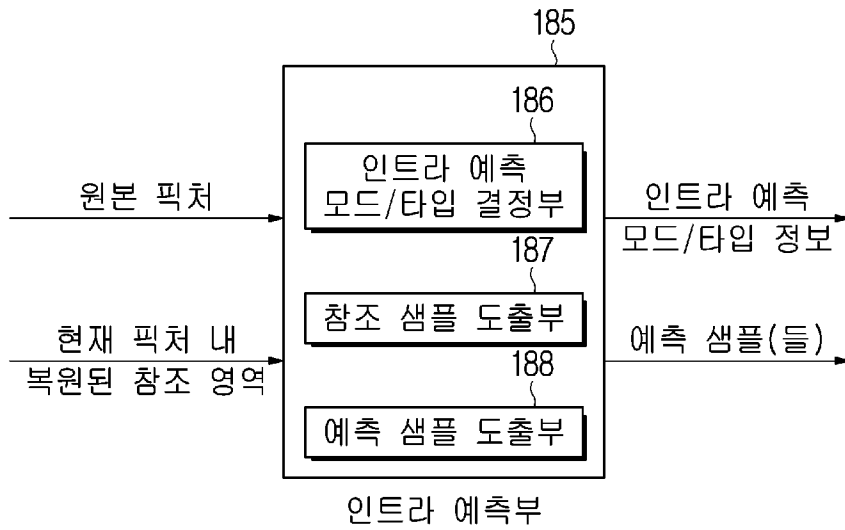 185
186
인트라 예측
모드/타입 결정부
원본 픽처
인트라 예측
모드/타입 정보
187
참조 샘플 도출부
현재 픽처 내
복원된 참조 영역
예측 샘플(들)
188
예측 샘플 도출부
인트라 예측부